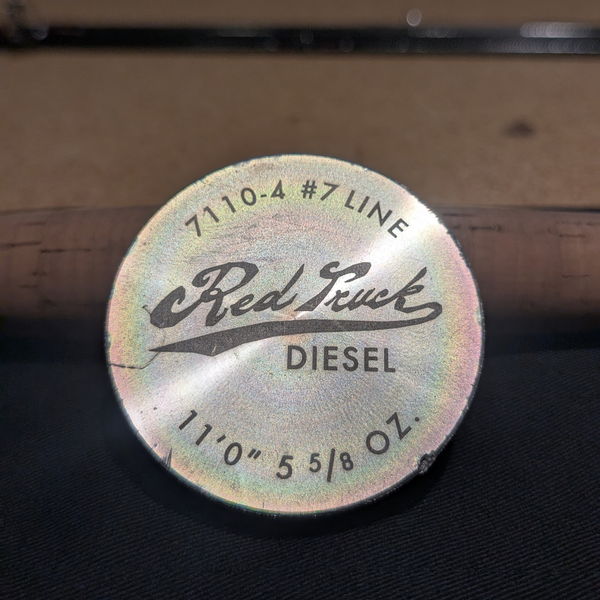 7110-4 #7 LINE
Red Truck
DIESEL
11'0" 5 5/8 OZ.